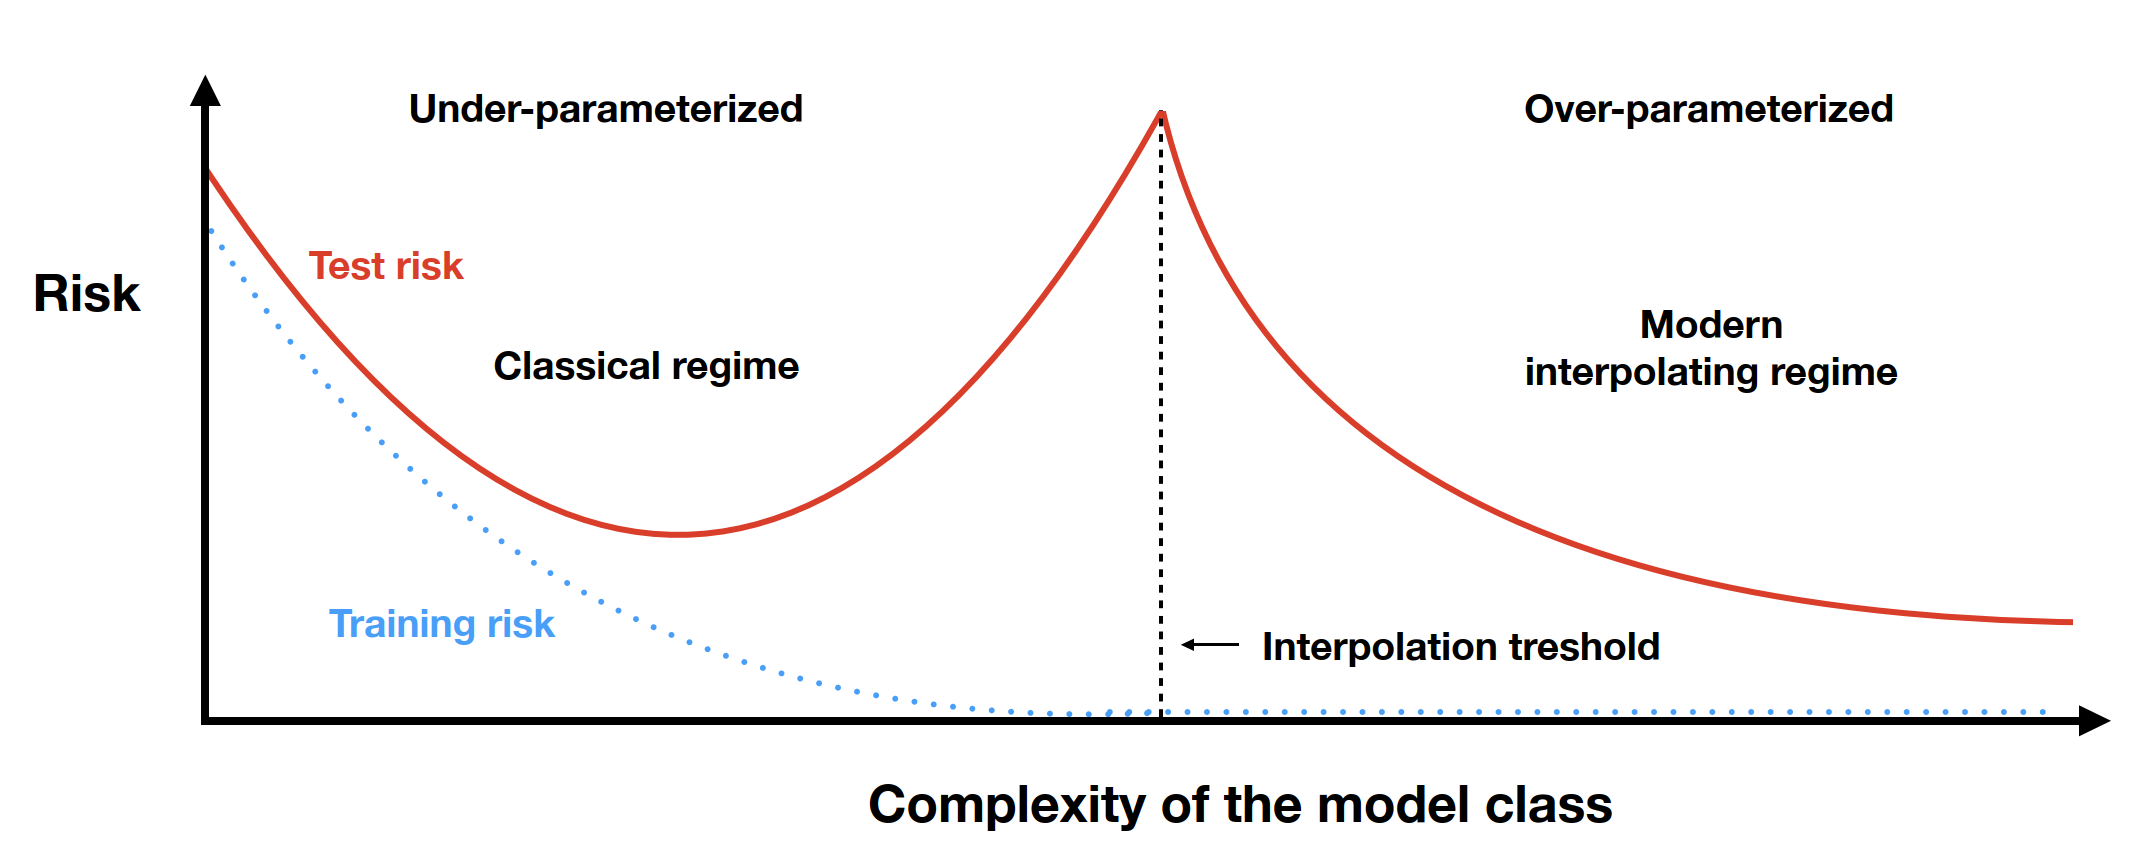 Under-parameterized
Over-parameterized
Test risk
Risk
Classical regime
Modern
interpolating regime
Training risk
Interpolation treshold
Complexity of the model class